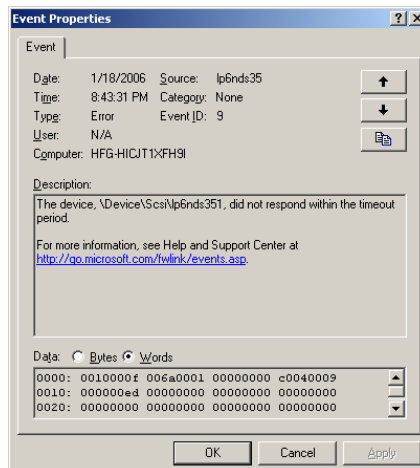 Event Properties
Event
Date: 1/18/2006 Source: lp6nds35
Time: 8:43:31 PM Category: None
Type: Error Event ID: 9
User: N/A
Computer: HFG-HICJT1XFH9I
Description:
The device, \Device\Scsi\lp6nds351, did not respond within the timeout
period.
For more information, see Help and Support Center at
http://go.microsoft.com/fwlink/events.asp.
Data: Bytes Words
0000: 0010000f 006a0001 00000000 c0040009
0010: 000000ed 00000000 00000000 00000000
0020: 00000000 00000000 00000000 00000000
OK Cancel Apply